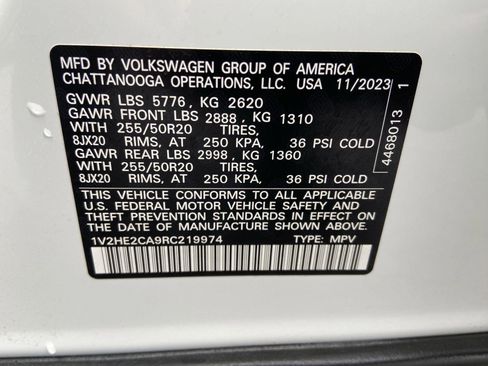 MFD BY VOLKSWAGEN GROUP OF AMERICA
CHATTANOOGA OPERATIONS, LLC. USA 11/2023
GVWR LBS 5776, KG 2620
GAWR FRONT LBS 2888, KG 1310
WITH 255/50R20 TIRES,
8JX20 RIMS, AT 250 KPA, 36 PSI COLD
GAWR REAR LBS 2998, KG 1360
WITH 255/50R20 TIRES,
8JX20 RIMS, AT 250 KPA, 36 PSI COLD
THIS VEHICLE CONFORMS TO ALL APPLICABLE
U.S. FEDERAL MOTOR VEHICLE SAFETY, BUMPER, AND
THEFT PREVENTION STANDARDS IN EFFECT ON
THE DATE OF MANUFACTURE SHOWN ABOVE.
1V2HE2CA9RC219974 TYPE: MPV
4468013 1